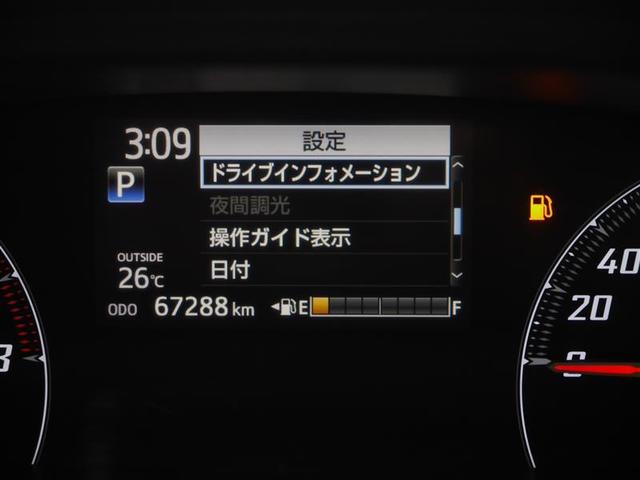 3:09
設定
ドライブインフォメーション
P
夜間調光
操作ガイド表示
日付
OUTSIDE
26℃
ODO 67288 km
E F
40
20
0
8